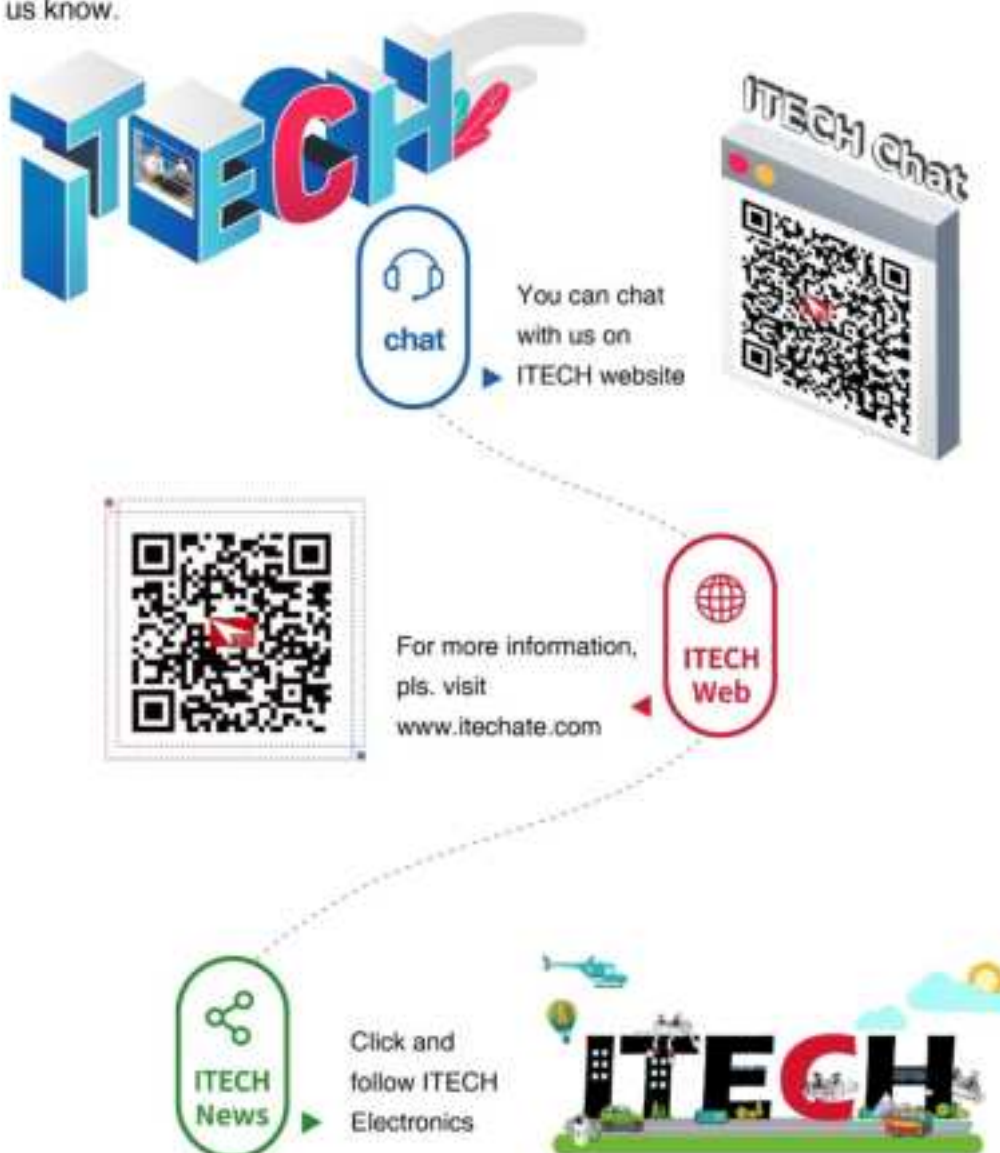 us know.
ITECH
ITECH Chat
chat
You can chat
with us on
ITECH website
For more information,
pls. visit
www.itechate.com
ITECH
Web
ITECH
News
Click and
follow ITECH
Electronics
ITECH